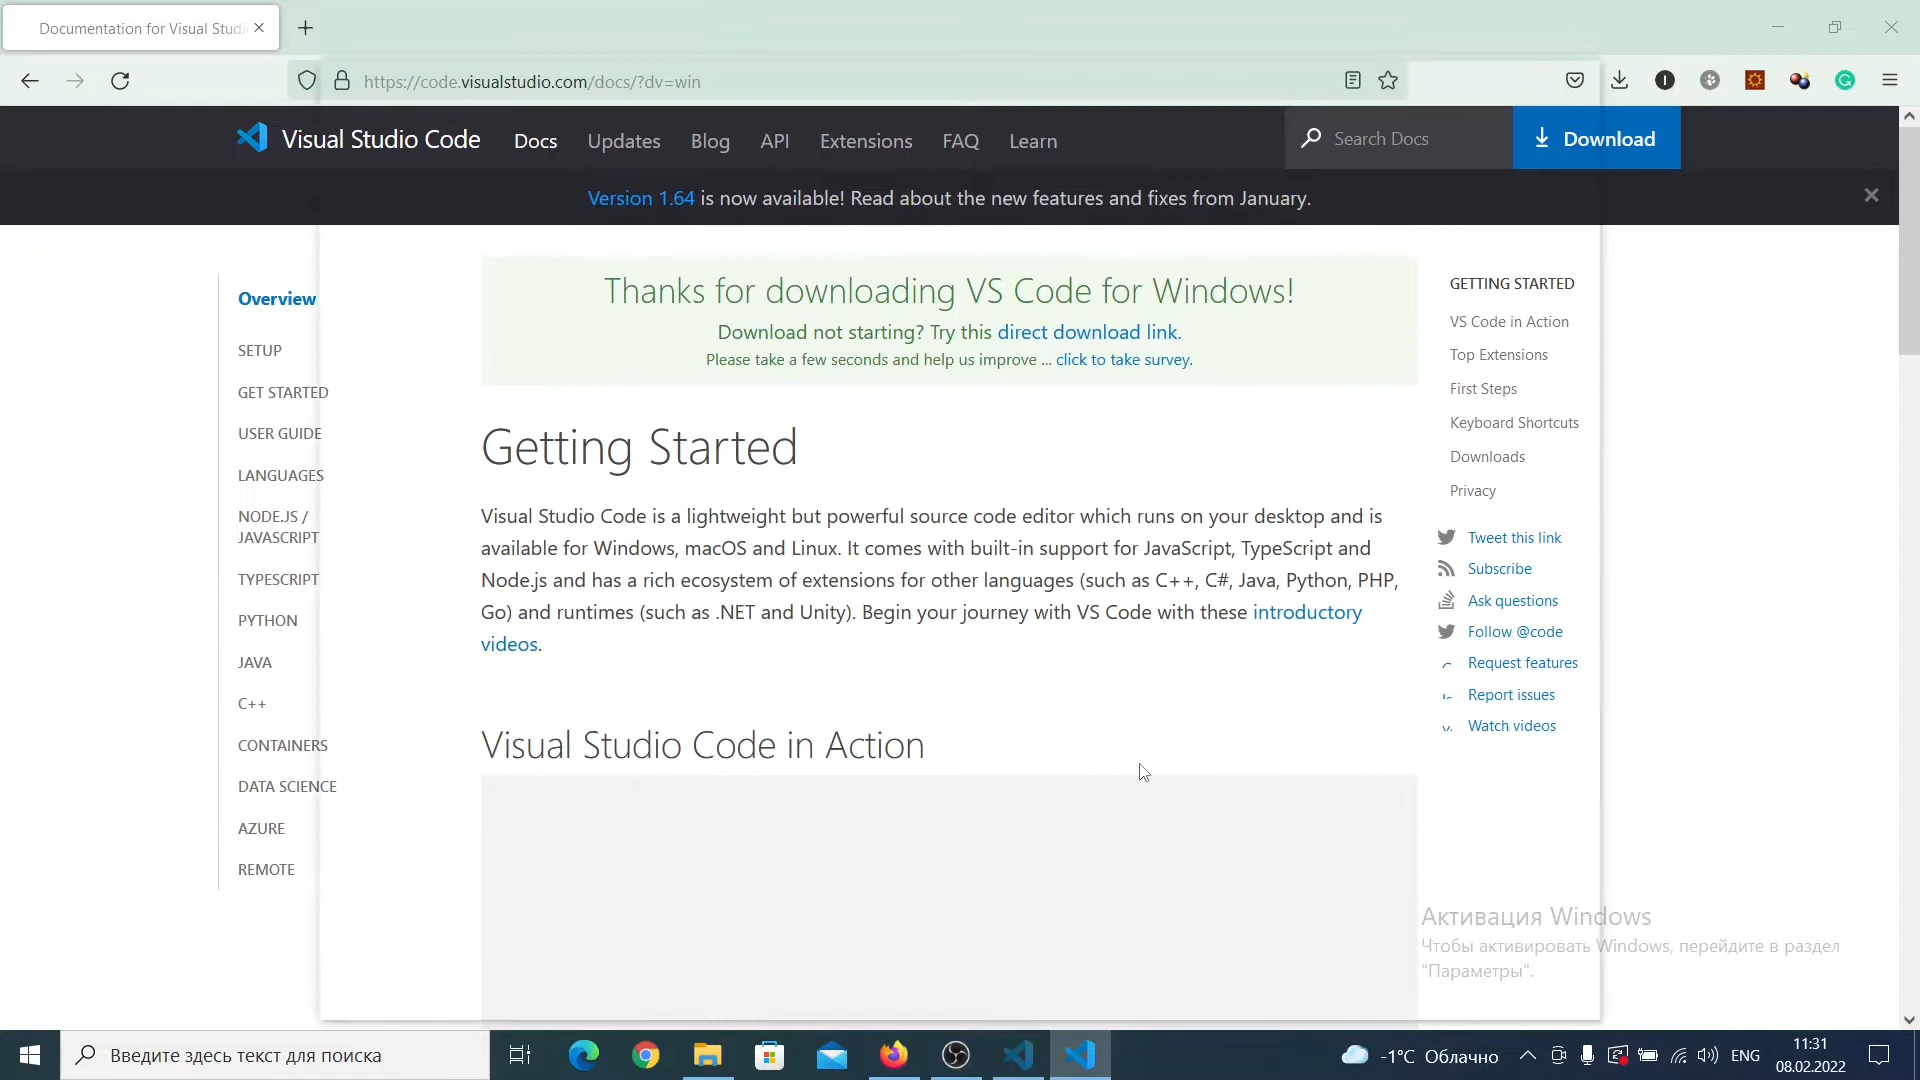 Documentation for Visual Studi
https://code.visualstudio.com/docs/?dv=win
Visual Studio Code
Docs
Updates
Blog
API
Extensions
FAQ
Learn
Search Docs
Download
Version 1.64 is now available! Read about the new features and fixes from January.
Overview
SETUP
GET STARTED
USER GUIDE
LANGUAGES
NODE.JS /
JAVASCRIPT
TYPESCRIPT
PYTHON
JAVA
C++
CONTAINERS
DATA SCIENCE
AZURE
REMOTE
Thanks for downloading VS Code for Windows!
Download not starting? Try this direct download link.
Please take a few seconds and help us improve ... click to take survey.
Getting Started
Visual Studio Code is a lightweight but powerful source code editor which runs on your desktop and is
available for Windows, macOS and Linux. It comes with built-in support for JavaScript, TypeScript and
Node.js and has a rich ecosystem of extensions for other languages (such as C++, C#, Java, Python, PHP,
Go) and runtimes (such as .NET and Unity). Begin your journey with VS Code with these introductory
videos.
Visual Studio Code in Action
GETTING STARTED
VS Code in Action
Top Extensions
First Steps
Keyboard Shortcuts
Downloads
Privacy
Tweet this link
Subscribe
Ask questions
Follow @code
Request features
Report issues
Watch videos
Активация Windows
Чтобы активировать Windows, перейдите в раздел
"Параметры".
Введите здесь текст для поиска
-1°C Облачно
ENG
11:31
08.02.2022